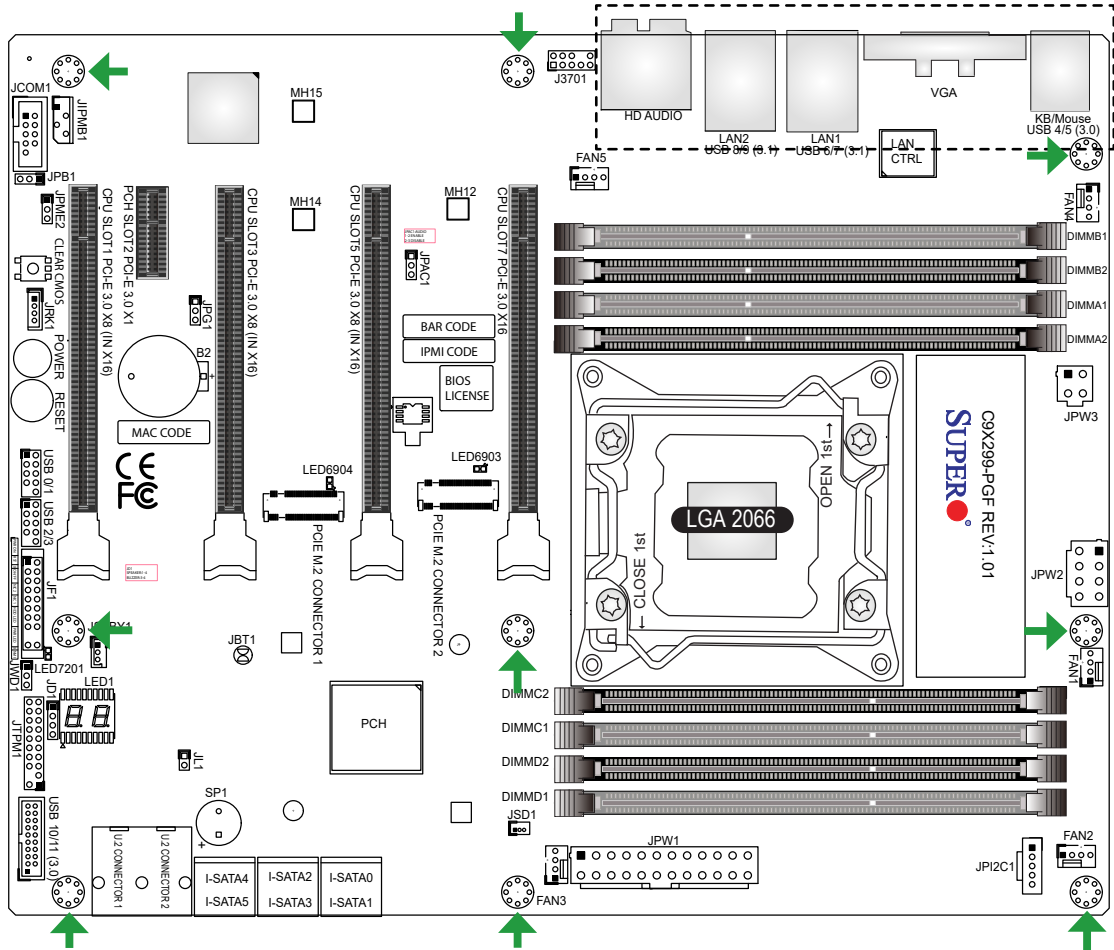 J3701
HD AUDIO
LAN2
USB 8/9 (3.1)
LAN1
USB 6/7 (3.1)
VGA
LAN
CTRL
KB/Mouse
USB 4/5 (3.0)
JCOM1
JIPMB1
MH15
FAN5
FAN4
JPB1
JPME2
CLEAR CMOS
JRK1
POWER
RESET
CPU SLOT1 PCI-E 3.0 X8 (IN X16)
PCH SLOT2 PCI-E 3.0 X1
JPG1
CPU SLOT3 PCI-E 3.0 X8 (IN X16)
MH14
CPU SLOT5 PCI-E 3.0 X8 (IN X16)
MH12
JPAC1
CPU SLOT7 PCI-E 3.0 X16
DIMMB1
DIMMB2
DIMMA1
DIMMA2
B2
+
MAC CODE
BAR CODE
IPMI CODE
BIOS
LICENSE
JPW3
C9X299-PGF REV:1.01
SUPER
OPEN 1st
LGA 2066
CLOSE 1st
CE
FC
USB 0/1
USB 2/3
LED6904
LED6903
PCIE M.2 CONNECTOR 1
PCIE M.2 CONNECTOR 2
JPW2
JF1
JBT1
FAN1
LED7201
JWD1
JD1
LED1
88
JTPM1
PCH
JL1
DIMMC2
DIMMC1
DIMMD2
DIMMD1
SP1
+
USB 10/11 (3.0)
U.2 CONNECTOR 1
U.2 CONNECTOR 2
I-SATA4
I-SATA5
I-SATA2
I-SATA3
I-SATA0
I-SATA1
JSD1
FAN3
JPW1
JPI2C1
FAN2